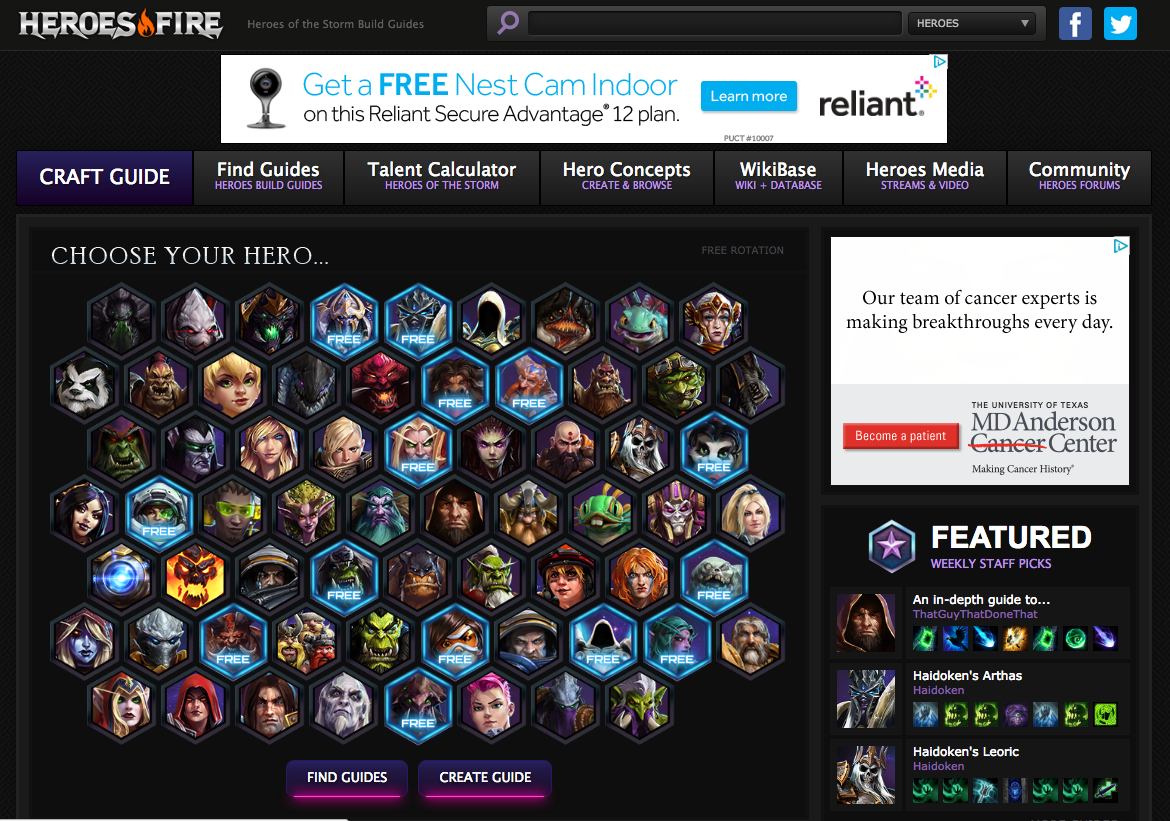 HEROES FIRE
Heroes of the Storm Build Guides
HEROES
Get a FREE Nest Cam Indoor
on this Reliant Secure Advantage® 12 plan.
Learn more
reliant®
PUCT #10007
CRAFT GUIDE
Find Guides
HEROES BUILD GUIDES
Talent Calculator
HEROES OF THE STORM
Hero Concepts
CREATE & BROWSE
WikiBase
WIKI + DATABASE
Heroes Media
STREAMS & VIDEO
Community
HEROES FORUMS
CHOOSE YOUR HERO...
FREE ROTATION
FREE
FREE
FREE
FREE
FREE
FREE
FREE
FREE
FREE
FREE
FREE
FREE
FREE
FREE
FIND GUIDES
CREATE GUIDE
Our team of cancer experts is
making breakthroughs every day.
Become a patient
THE UNIVERSITY OF TEXAS
MD Anderson
Cancer Center
Making Cancer History®
FEATURED
WEEKLY STAFF PICKS
An in-depth guide to...
ThatGuyThatDoneThat
Haidoken's Arthas
Haidoken
Haidoken's Leoric
Haidoken